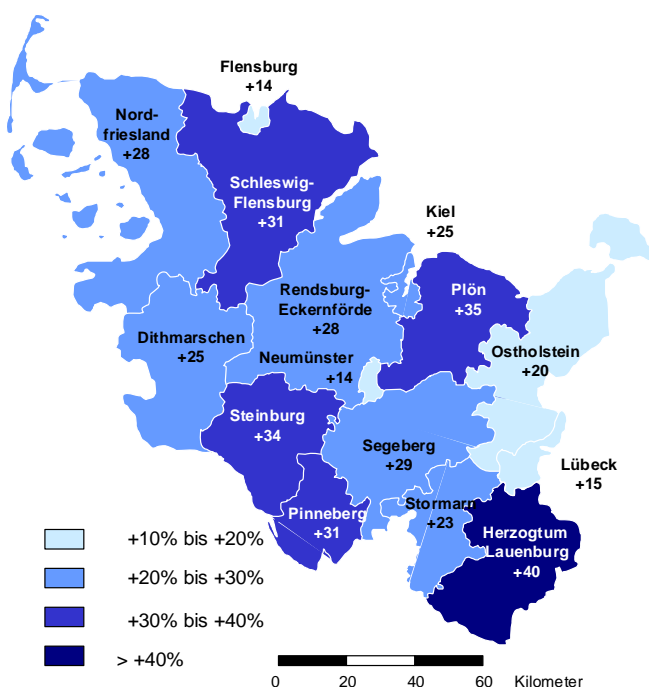 Flensburg
+14
Nord-
friesland
+28
Schleswig-
Flensburg
+31
Kiel
+25
Rendsburg-
Eckernförde
+28
Plön
+35
Dithmarschen
+25
Neumünster
+14
Ostholstein
+20
Steinburg
+34
Segeberg
+29
Lübeck
+15
Pinneberg
+31
Stormarn
+23
Herzogtum
Lauenburg
+40
+10% bis +20%
+20% bis +30%
+30% bis +40%
> +40%
0 20 40 60 Kilometer